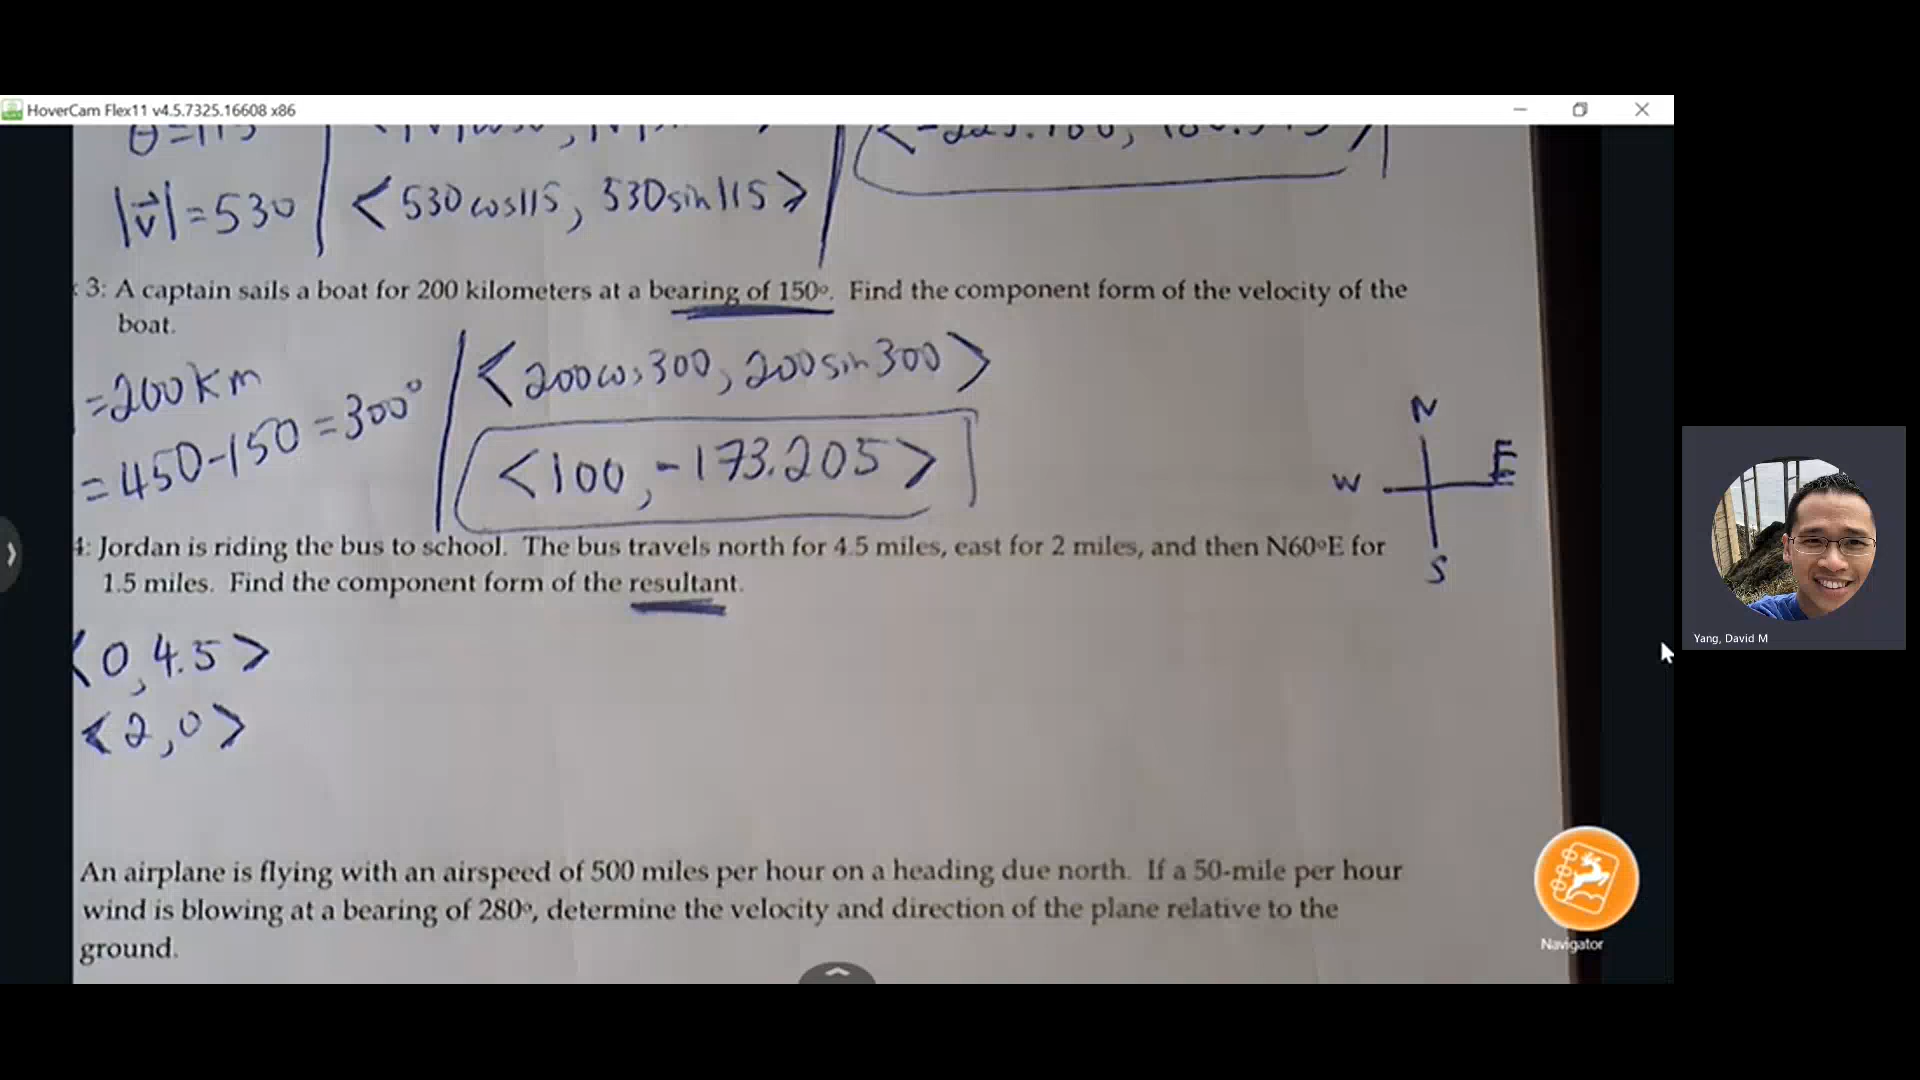 HoverCam Flex11 v4.5.7325.16608 x86
θ=115
|v⃗|=530
<530cos115, 530sin115>
3: A captain sails a boat for 200 kilometers at a bearing of 150°. Find the component form of the velocity of the
boat.
=200km
=450-150=300°
<200cos300, 200sin300>
<100, -173.205>
N
W E
S
4: Jordan is riding the bus to school. The bus travels north for 4.5 miles, east for 2 miles, and then N60°E for
1.5 miles. Find the component form of the resultant.
<0, 4.5>
<2, 0>
An airplane is flying with an airspeed of 500 miles per hour on a heading due north. If a 50-mile per hour
wind is blowing at a bearing of 280°, determine the velocity and direction of the plane relative to the
ground.
Navigator
Yang, David M